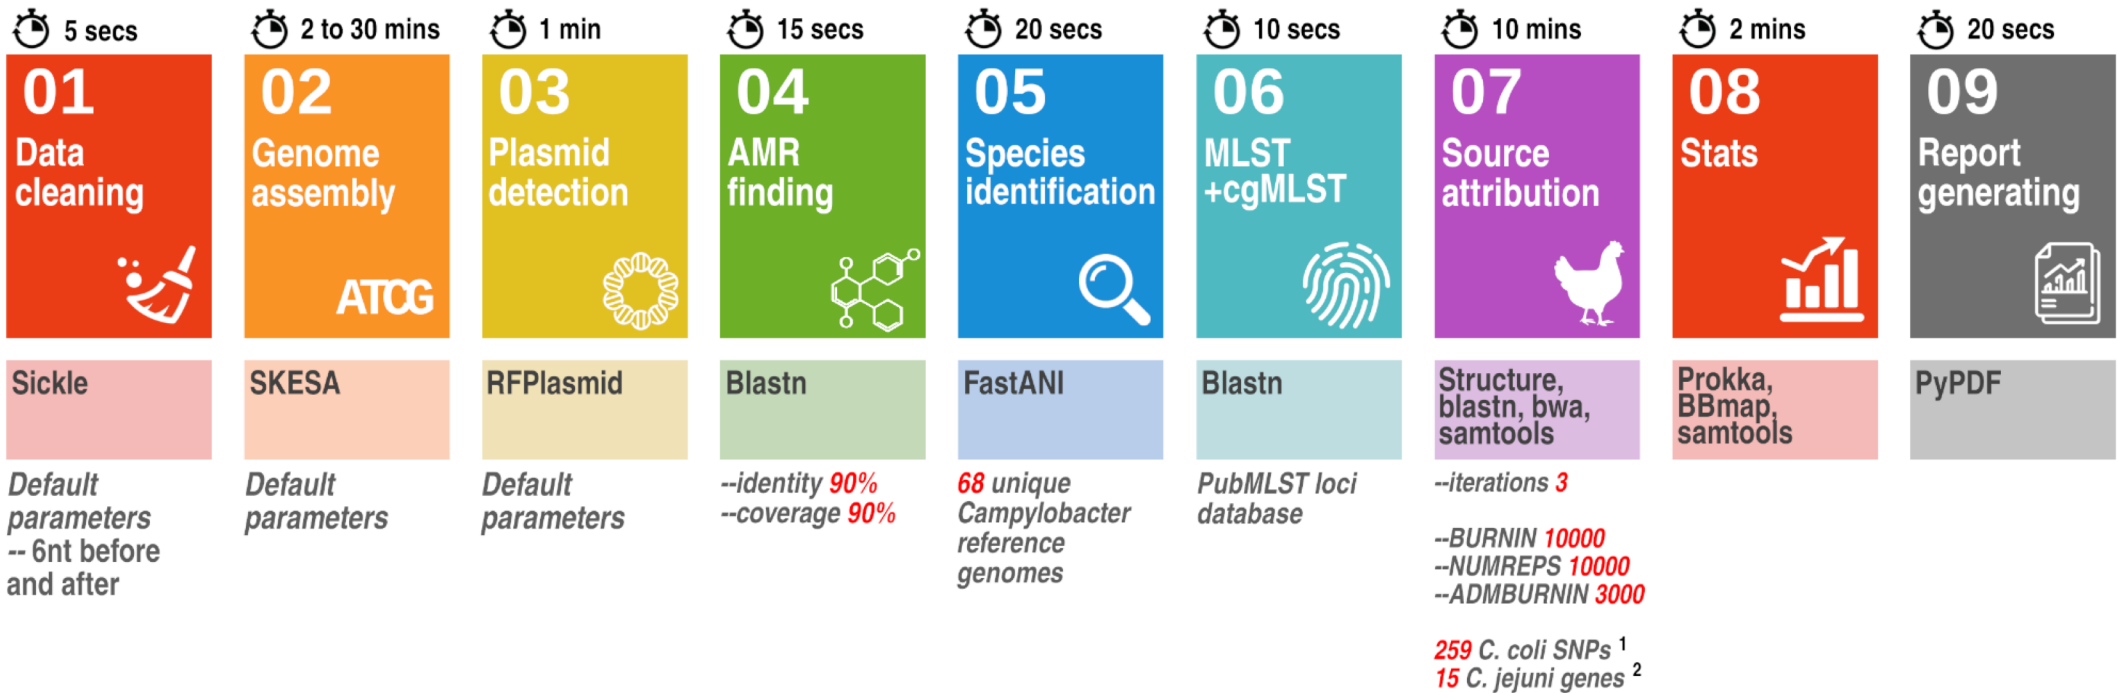 5 secs
01
Data
cleaning
Sickle
Default
parameters
-- 6nt before
and after
2 to 30 mins
02
Genome
assembly
ATCG
SKESA
Default
parameters
1 min
03
Plasmid
detection
RFPlasmid
Default
parameters
15 secs
04
AMR
finding
Blastn
--identity 90%
--coverage 90%
20 secs
05
Species
identification
FastANI
68 unique
Campylobacter
reference
genomes
10 secs
06
MLST
+cgMLST
Blastn
PubMLST loci
database
10 mins
07
Source
attribution
Structure,
blastn, bwa,
samtools
--iterations 3
--BURNIN 10000
--NUMREPS 10000
--ADMBURNIN 3000
259 C. coli SNPs 1
15 C. jejuni genes 2
2 mins
08
Stats
Prokka,
BBmap,
samtools
20 secs
09
Report
generating
PyPDF